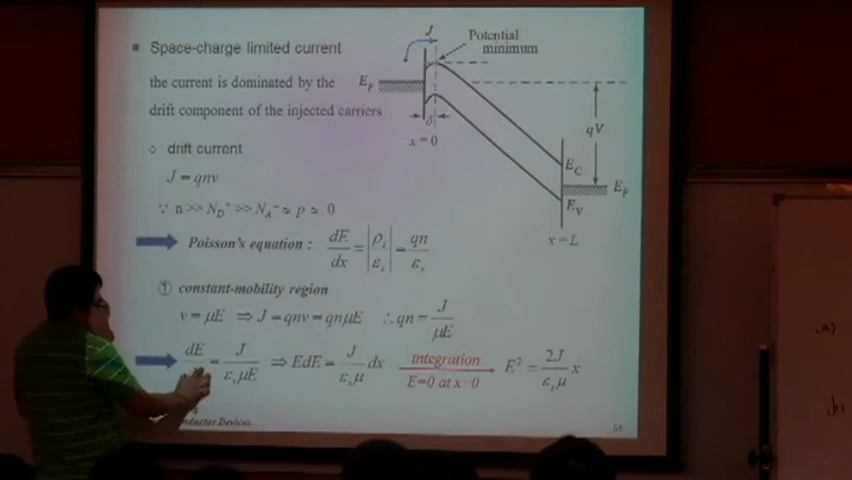 ▪ Space-charge limited current
the current is dominated by the
drift component of the injected carriers
○ drift current
J = qnv
∵ n >> N_D⁺ >> N_A⁻ ≈ p ≈ 0
Poisson's equation : dE/dx = |ρ_s/ε_s| = qn/ε_s
① constant-mobility region
v = μE ⇒ J = qnv = qnμE ∴ qn = J/μE
dE = J/ε_sμE ⇒ EdE = J/ε_sμ dx integration E=0 at x=0 E² = 2J/ε_sμ x
J
Potential
minimum
E_F
δ
x = 0
qV
E_C
E_F
E_V
x = L
Devices
51
a)
b)